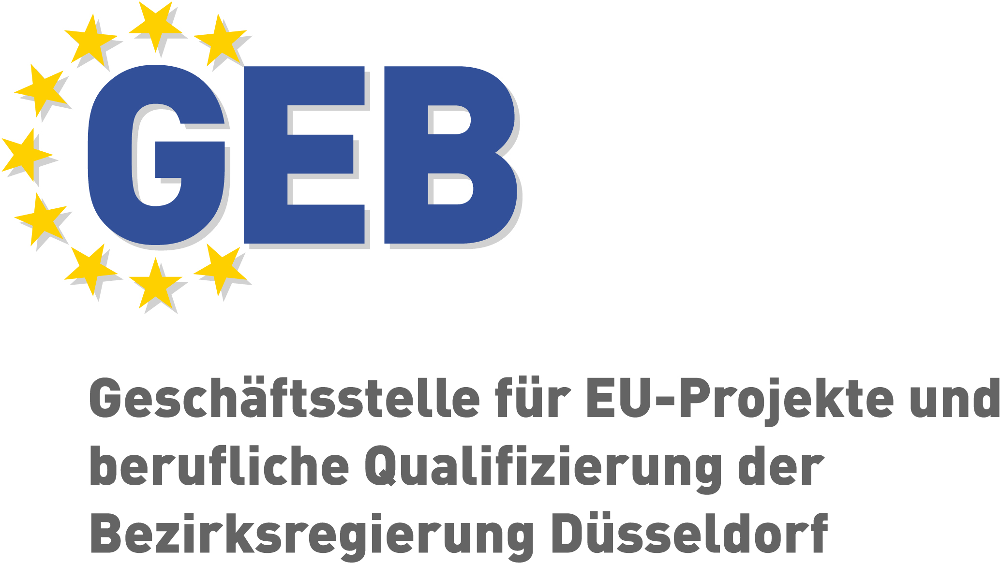 GEB
Geschäftsstelle für EU-Projekte und
berufliche Qualifizierung der
Bezirksregierung Düsseldorf